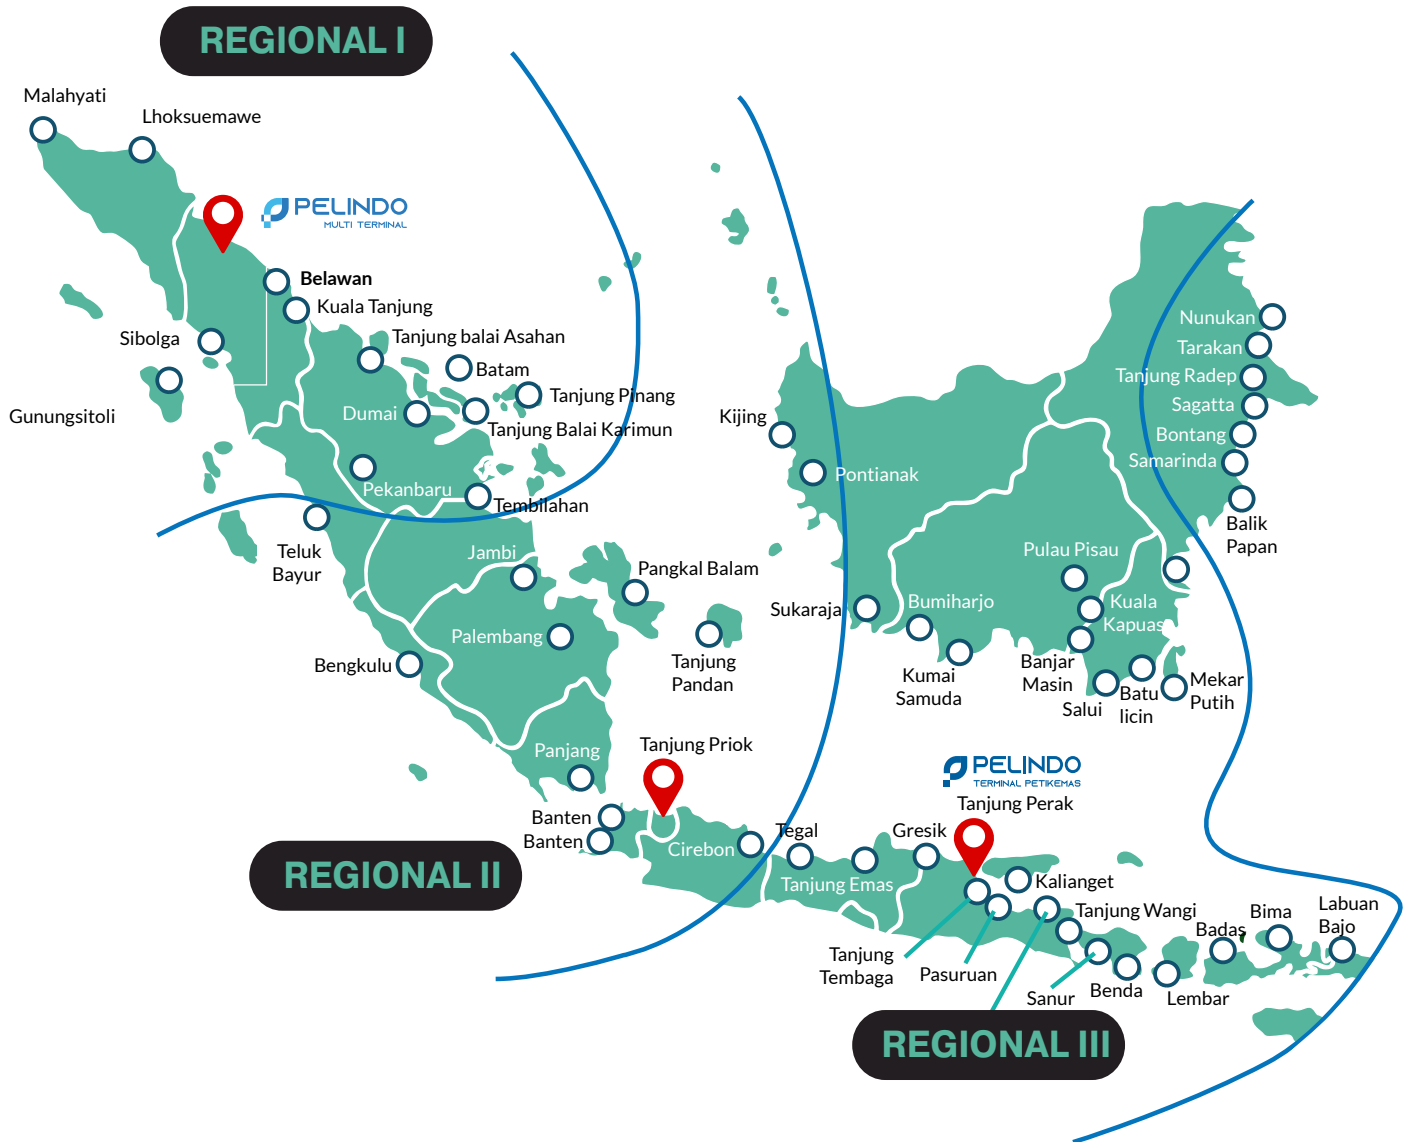 REGIONAL I
Malahyati
Lhoksuemawe
PELINDO
MULTI TERMINAL
Belawan
Kuala Tanjung
Sibolga
Tanjung balai Asahan
Batam
Tanjung Pinang
Gunungsitoli
Dumai
Tanjung Balai Karimun
Pekanbaru
Tembilahan
Teluk
Bayur
Jambi
Pangkal Balam
Palembang
Bengkulu
Tanjung
Pandan
Panjang
Tanjung Priok
Banten
Banten
Cirebon
REGIONAL II
Kijing
Pontianak
Sukaraja
Bumiharjo
Kumai
Samuda
Pulau Pisau
Kuala
Kapuas
Banjar
Masin
Salui
Batu
licin
Mekar
Putih
Nunukan
Tarakan
Tanjung Radep
Sagatta
Bontang
Samarinda
Balik
Papan
PELINDO
TERMINAL PETIKEMAS
Tanjung Perak
Tegal
Gresik
Tanjung Emas
Kalianget
Tanjung Wangi
Tanjung
Tembaga
Pasuruan
Sanur
Benda
Lembar
Badas
Bima
Labuan
Bajo
REGIONAL III